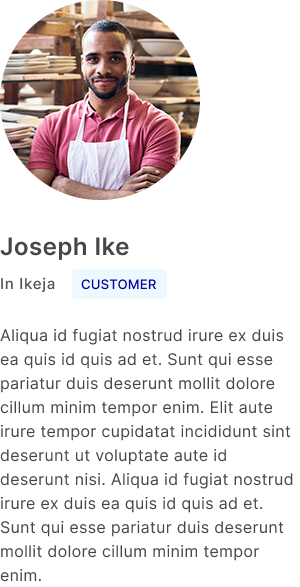 Joseph Ike
In Ikeja CUSTOMER
Aliqua id fugiat nostrud irure ex duis
ea quis id quis ad et. Sunt qui esse
pariatur duis deserunt mollit dolore
cillum minim tempor enim. Elit aute
irure tempor cupidatat incididunt sint
deserunt ut voluptate aute id
deserunt nisi. Aliqua id fugiat nostrud
irure ex duis ea quis id quis ad et.
Sunt qui esse pariatur duis deserunt
mollit dolore cillum minim tempor
enim.